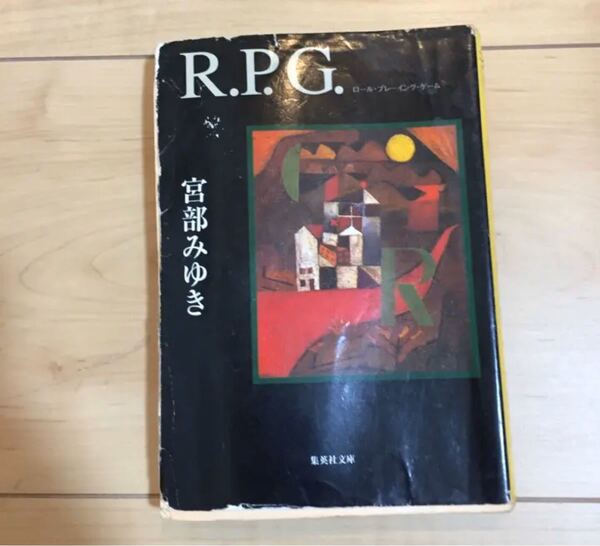 R.P.G.
ロール・プレーイング・ゲーム
宮部みゆき
R
集英社文庫